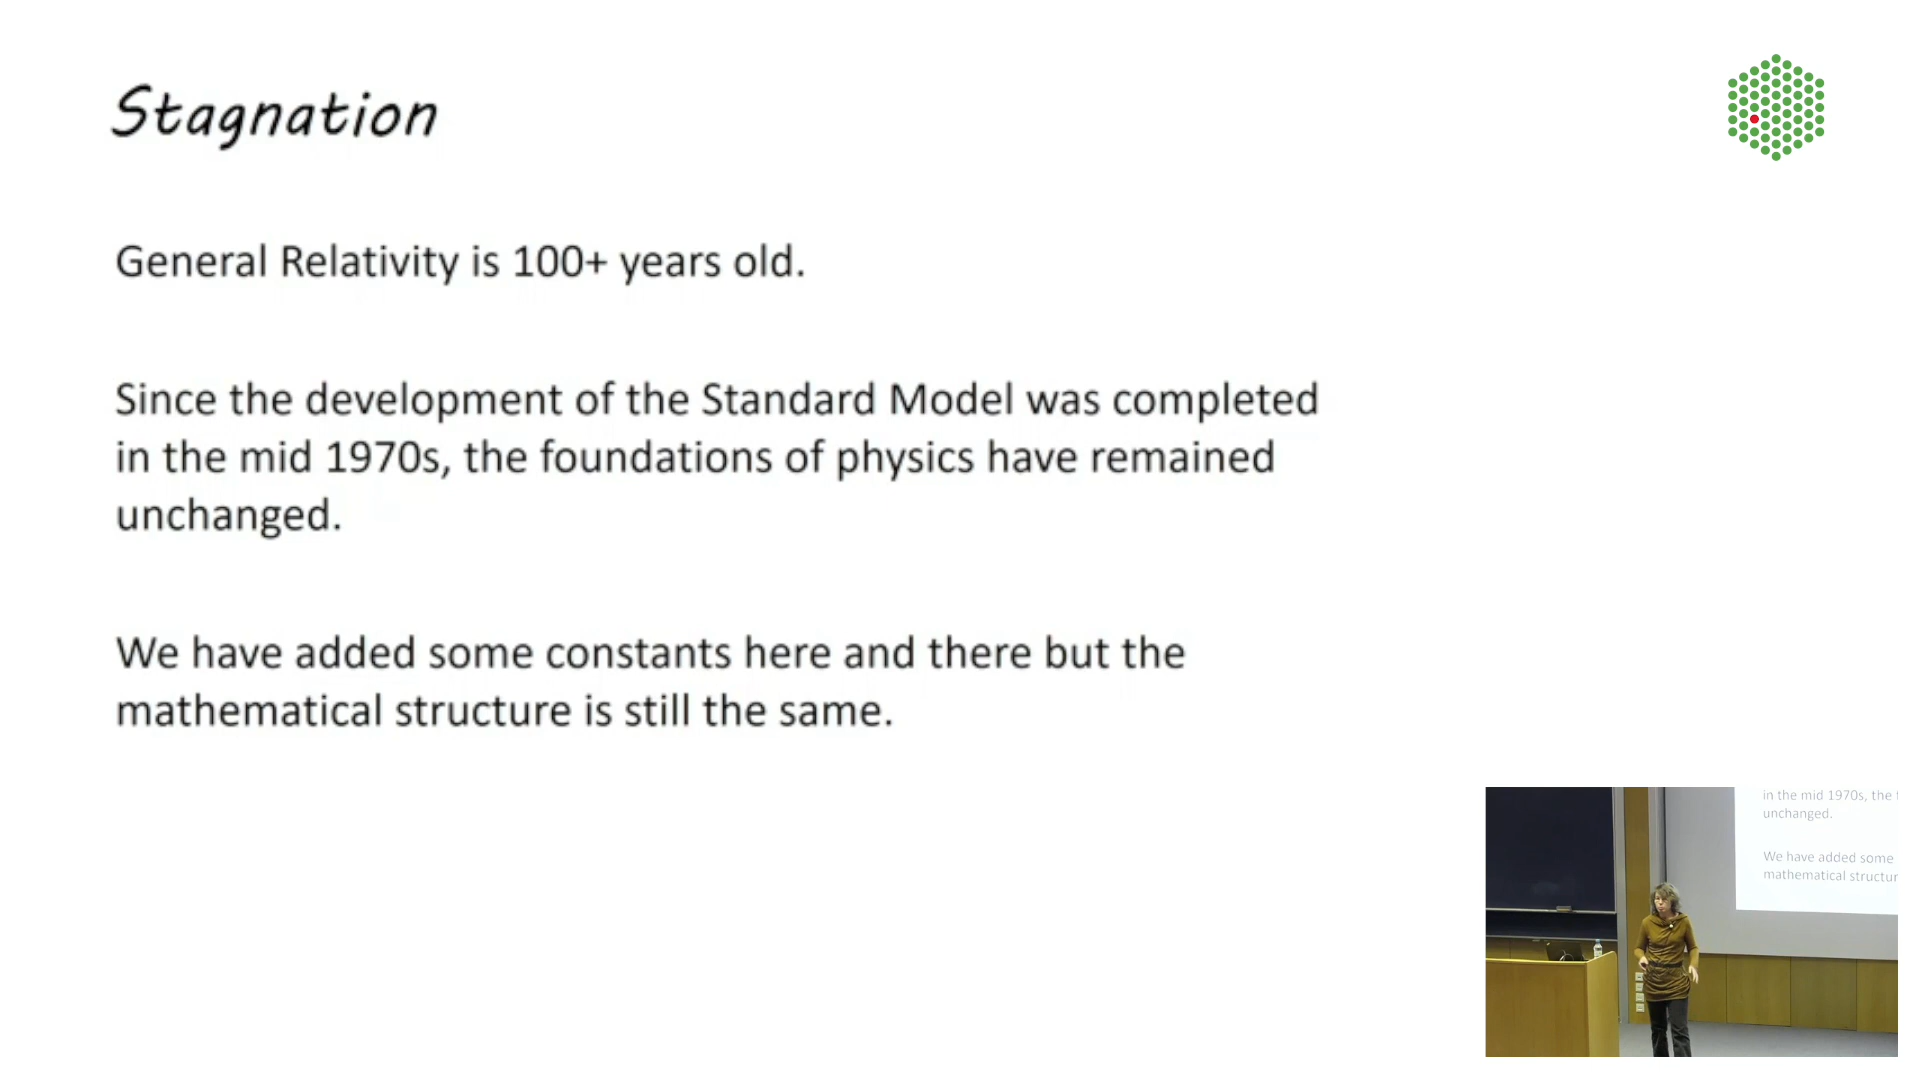 Stagnation
General Relativity is 100+ years old.
Since the development of the Standard Model was completed
in the mid 1970s, the foundations of physics have remained
unchanged.
We have added some constants here and there but the
mathematical structure is still the same.
in the mid 1970s, the
unchanged.
We have added some
mathematical